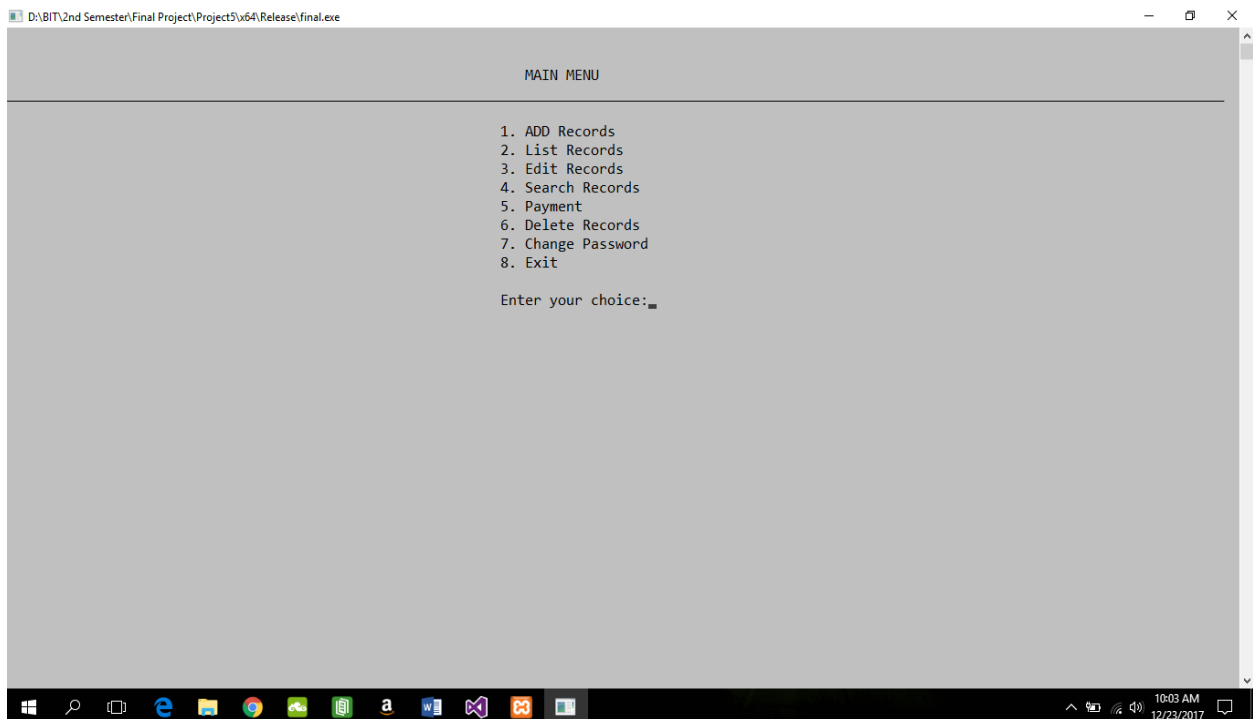 D:\BIT\2nd Semester\Final Project\Project5\x64\Release\final.exe
MAIN MENU
1. ADD Records
2. List Records
3. Edit Records
4. Search Records
5. Payment
6. Delete Records
7. Change Password
8. Exit
Enter your choice:
10:03 AM
12/23/2017